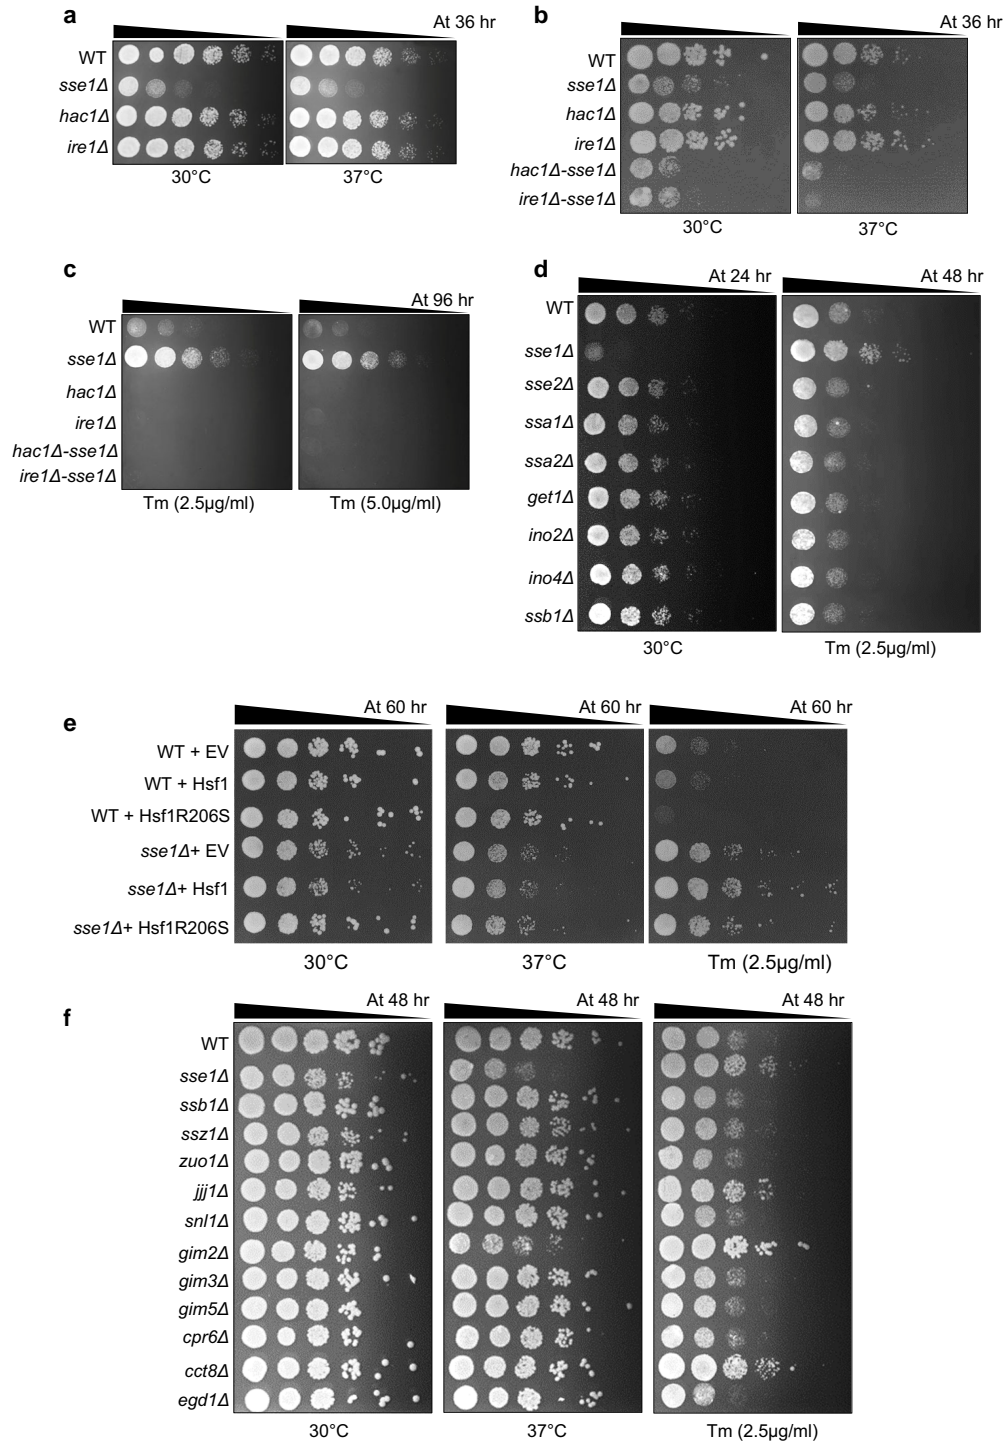 a
At 36 hr
WT
sse1Δ
hac1Δ
ire1Δ
30°C
37°C
b
At 36 hr
WT
sse1Δ
hac1Δ
ire1Δ
hac1Δ-sse1Δ
ire1Δ-sse1Δ
30°C
37°C
c
At 96 hr
WT
sse1Δ
hac1Δ
ire1Δ
hac1Δ-sse1Δ
ire1Δ-sse1Δ
Tm (2.5µg/ml)
Tm (5.0µg/ml)
d
At 24 hr
At 48 hr
WT
sse1Δ
sse2Δ
ssa1Δ
ssa2Δ
get1Δ
ino2Δ
ino4Δ
ssb1Δ
30°C
Tm (2.5µg/ml)
e
At 60 hr
At 60 hr
At 60 hr
WT + EV
WT + Hsf1
WT + Hsf1R206S
sse1Δ+ EV
sse1Δ+ Hsf1
sse1Δ+ Hsf1R206S
30°C
37°C
Tm (2.5µg/ml)
f
At 48 hr
At 48 hr
At 48 hr
WT
sse1Δ
ssb1Δ
ssz1Δ
zuo1Δ
jjj1Δ
snl1Δ
gim2Δ
gim3Δ
gim5Δ
cpr6Δ
cct8Δ
egd1Δ
30°C
37°C
Tm (2.5µg/ml)